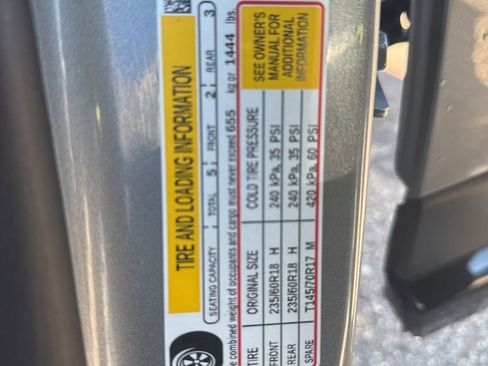 TIRE AND LOADING INFORMATION
SEATING CAPACITY TOTAL 5 FRONT 2 REAR 3
e combined weight of occupants and cargo must never exceed 655 kg or 1444 lbs.
TIRE ORIGINAL SIZE COLD TIRE PRESSURE
FRONT 235/60R18 H 240 kPa, 35 PSI
REAR 235/60R18 H 240 kPa, 35 PSI
SPARE T145/70R17 M 420 kPa, 60 PSI
SEE OWNER'S
MANUAL FOR
ADDITIONAL
INFORMATION